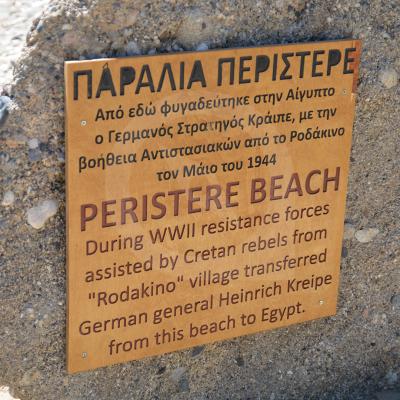 ΠΑΡΑΛΙΑ ΠΕΡΙΣΤΕΡΕ
Από εδώ φυγαδεύτηκε στην Αίγυπτο
ο Γερμανός Στρατηγός Κράιπε, με την
βοήθεια Αντιστασιακών από το Ροδάκινο
τον Μάιο του 1944
PERISTERE BEACH
During WWII resistance forces
assisted by Cretan rebels from
"Rodakino" village transferred
German general Heinrich Kreipe
from this beach to Egypt.